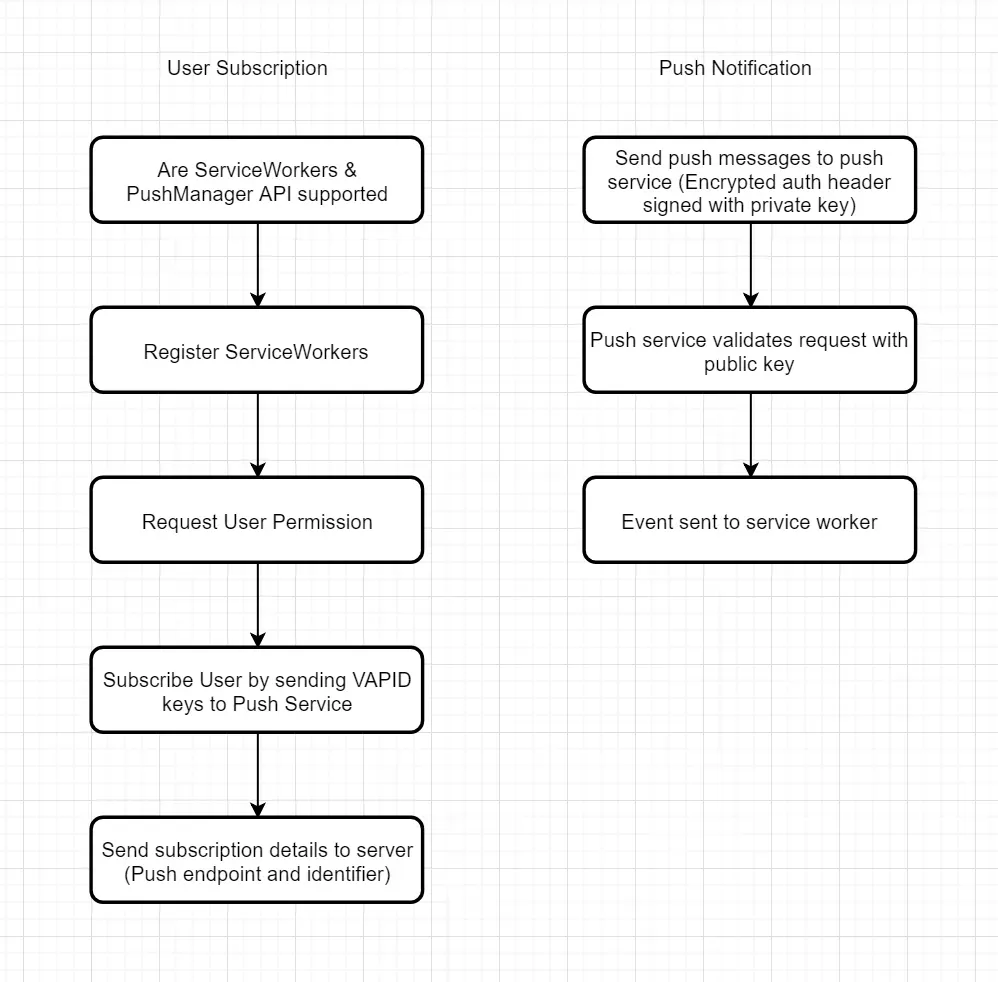 User Subscription
Are ServiceWorkers &
PushManager API supported
Register ServiceWorkers
Request User Permission
Subscribe User by sending VAPID
keys to Push Service
Send subscription details to server
(Push endpoint and identifier)
Push Notification
Send push messages to push
service (Encrypted auth header
signed with private key)
Push service validates request with
public key
Event sent to service worker